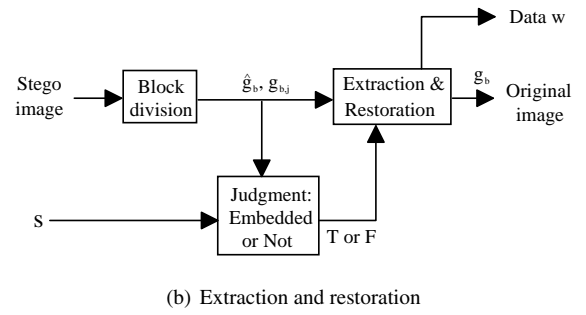 Data w
Stego
image
Block
division
ĝb, gb,j
Extraction &
Restoration
gb
Original
image
S
Judgment:
Embedded
or Not
T or F
(b) Extraction and restoration